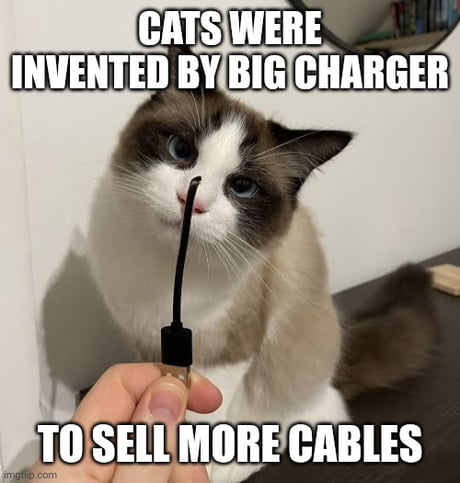 CATS WERE
INVENTED BY BIG CHARGER
TO SELL MORE CABLES
imgflip.com